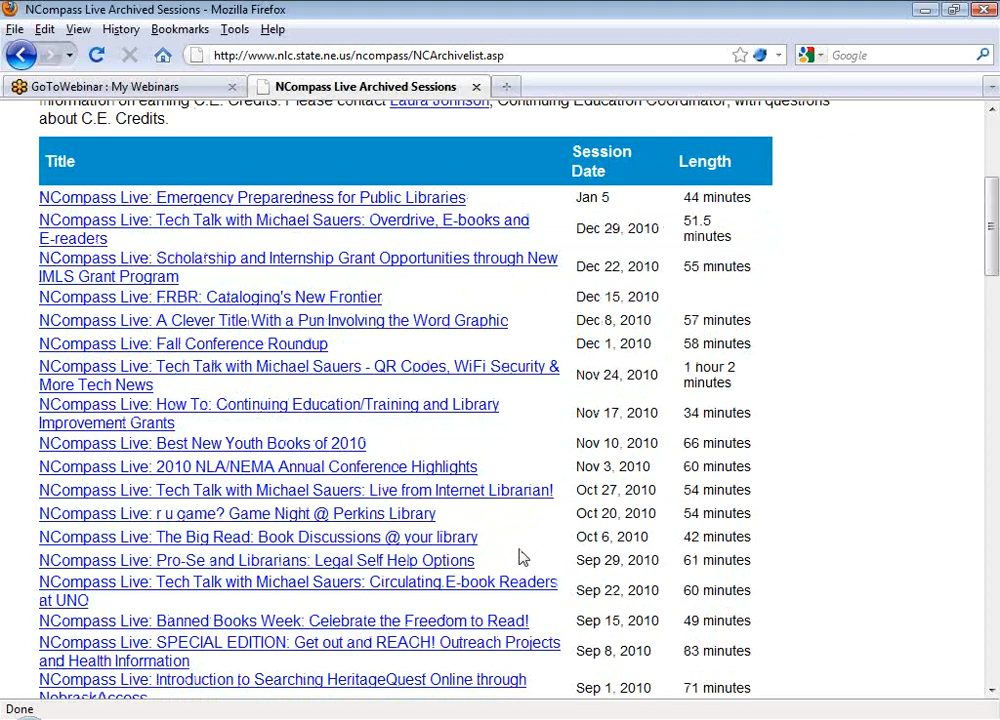 NCompass Live Archived Sessions - Mozilla Firefox
File Edit View History Bookmarks Tools Help
http://www.nlc.state.ne.us/ncompass/NCArchivelist.asp
Google
GoToWebinar : My Webinars
NCompass Live Archived Sessions
information on earning C.E. Credits. Please contact Laura Johnson, Continuing Education Coordinator, with questions
about C.E. Credits.
Title Session Date Length
NCompass Live: Emergency Preparedness for Public Libraries Jan 5 44 minutes
NCompass Live: Tech Talk with Michael Sauers: Overdrive, E-books and
E-readers Dec 29, 2010 51.5 minutes
NCompass Live: Scholarship and Internship Grant Opportunities through New
IMLS Grant Program Dec 22, 2010 55 minutes
NCompass Live: FRBR: Cataloging's New Frontier Dec 15, 2010
NCompass Live: A Clever Title With a Pun Involving the Word Graphic Dec 8, 2010 57 minutes
NCompass Live: Fall Conference Roundup Dec 1, 2010 58 minutes
NCompass Live: Tech Talk with Michael Sauers - QR Codes, WiFi Security &
More Tech News Nov 24, 2010 1 hour 2 minutes
NCompass Live: How To: Continuing Education/Training and Library
Improvement Grants Nov 17, 2010 34 minutes
NCompass Live: Best New Youth Books of 2010 Nov 10, 2010 66 minutes
NCompass Live: 2010 NLA/NEMA Annual Conference Highlights Nov 3, 2010 60 minutes
NCompass Live: Tech Talk with Michael Sauers: Live from Internet Librarian! Oct 27, 2010 54 minutes
NCompass Live: r u game? Game Night @ Perkins Library Oct 20, 2010 54 minutes
NCompass Live: The Big Read: Book Discussions @ your library Oct 6, 2010 42 minutes
NCompass Live: Pro-Se and Librarians: Legal Self Help Options Sep 29, 2010 61 minutes
NCompass Live: Tech Talk with Michael Sauers: Circulating E-book Readers
at UNO Sep 22, 2010 60 minutes
NCompass Live: Banned Books Week: Celebrate the Freedom to Read! Sep 15, 2010 49 minutes
NCompass Live: SPECIAL EDITION: Get out and REACH! Outreach Projects
and Health Information Sep 8, 2010 83 minutes
NCompass Live: Introduction to Searching HeritageQuest Online through
NebraskAccess Sep 1, 2010 71 minutes
Done